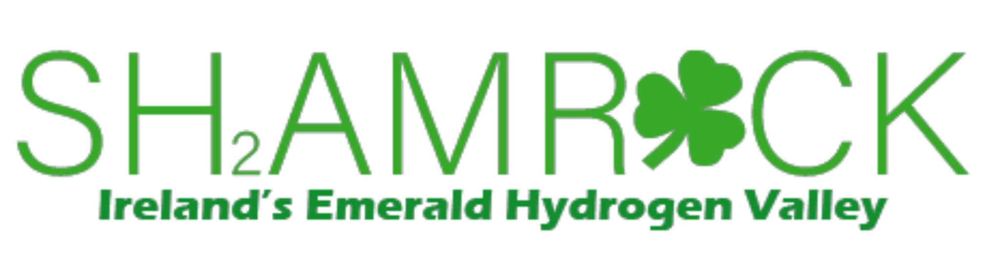 SH₂AMROCK
Ireland's Emerald Hydrogen Valley